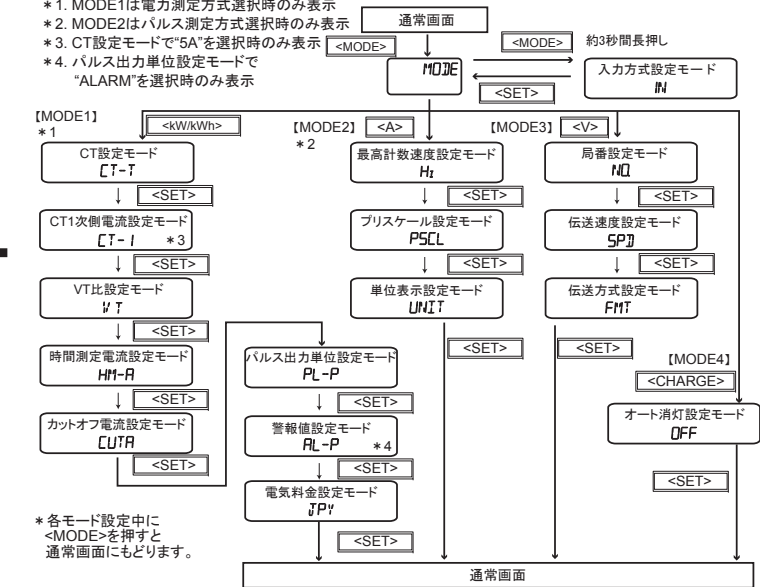 ＊1. MODE1は電力測定方式選択時のみ表示
＊2. MODE2はパルス測定方式選択時のみ表示
＊3. CT設定モードで“5A”を選択時のみ表示
＊4. パルス出力単位設定モードで
“ALARM”を選択時のみ表示
通常画面
<MODE>
MODE
<MODE>
約3秒間長押し
<SET>
入力方式設定モード
IN
【MODE1】
＊1
<kW/kWh>
CT設定モード
CT-T
<SET>
CT1次側電流設定モード
CT-1 ＊3
<SET>
VT比設定モード
VT
<SET>
時間測定電流設定モード
HM-A
<SET>
カットオフ電流設定モード
CUTA
<SET>
パルス出力単位設定モード
PL-P
<SET>
警報値設定モード
AL-P ＊4
<SET>
電気料金設定モード
JPY
<SET>
【MODE2】
＊2
<A>
最高計数速度設定モード
Hz
<SET>
プリスケール設定モード
PSCL
<SET>
単位表示設定モード
UNIT
<SET>
【MODE3】
<V>
局番設定モード
NO.
<SET>
伝送速度設定モード
SPD
<SET>
伝送方式設定モード
FMT
<SET>
【MODE4】
<CHARGE>
オート消灯設定モード
OFF
<SET>
＊各モード設定中に
<MODE>を押すと
通常画面にもどります。
通常画面